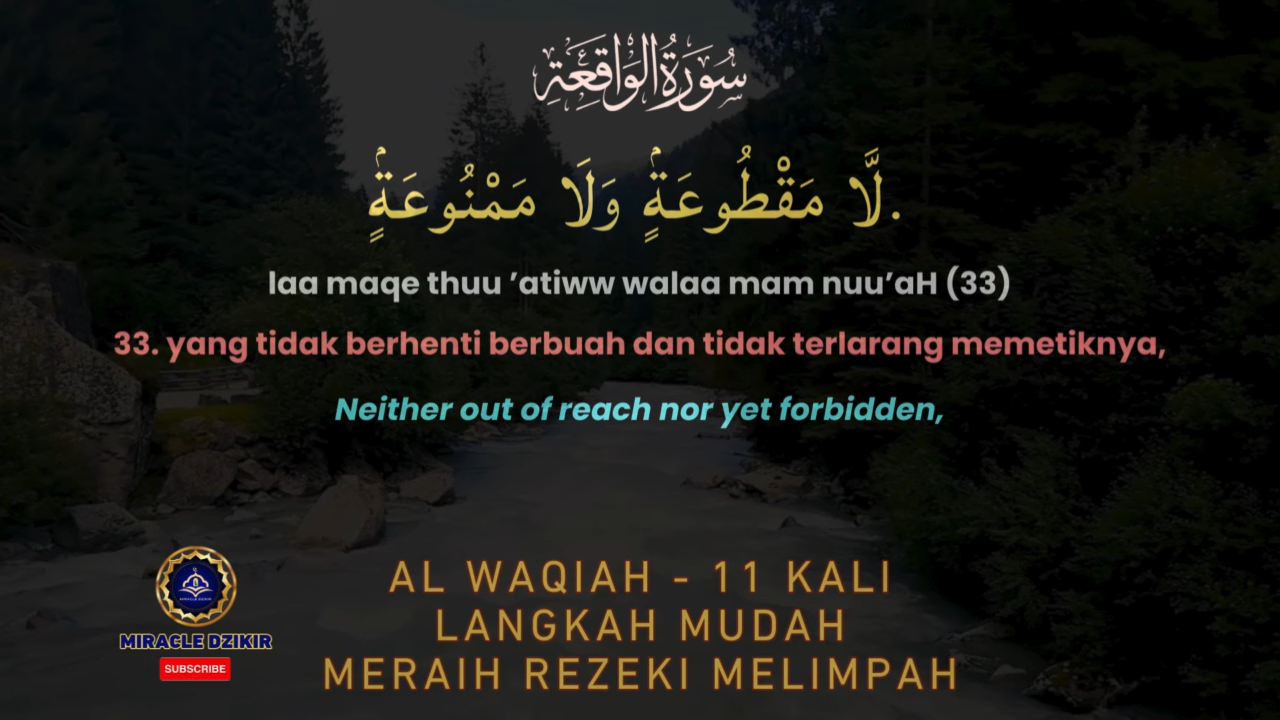 سُورَةُ الوَاقِعَةِ
لَّا مَقْطُوعَةٍۢ وَلَا مَمْنُوعَةٍۢ.
laa maqe thuu ’atiww walaa mam nuu’aH (33)
33. yang tidak berhenti berbuah dan tidak terlarang memetiknya,
Neither out of reach nor yet forbidden,
AL WAQIAH - 11 KALI
LANGKAH MUDAH
MERAIH REZEKI MELIMPAH
MIRACLE DZIKIR
MIRACLE DZIKIR
SUBSCRIBE